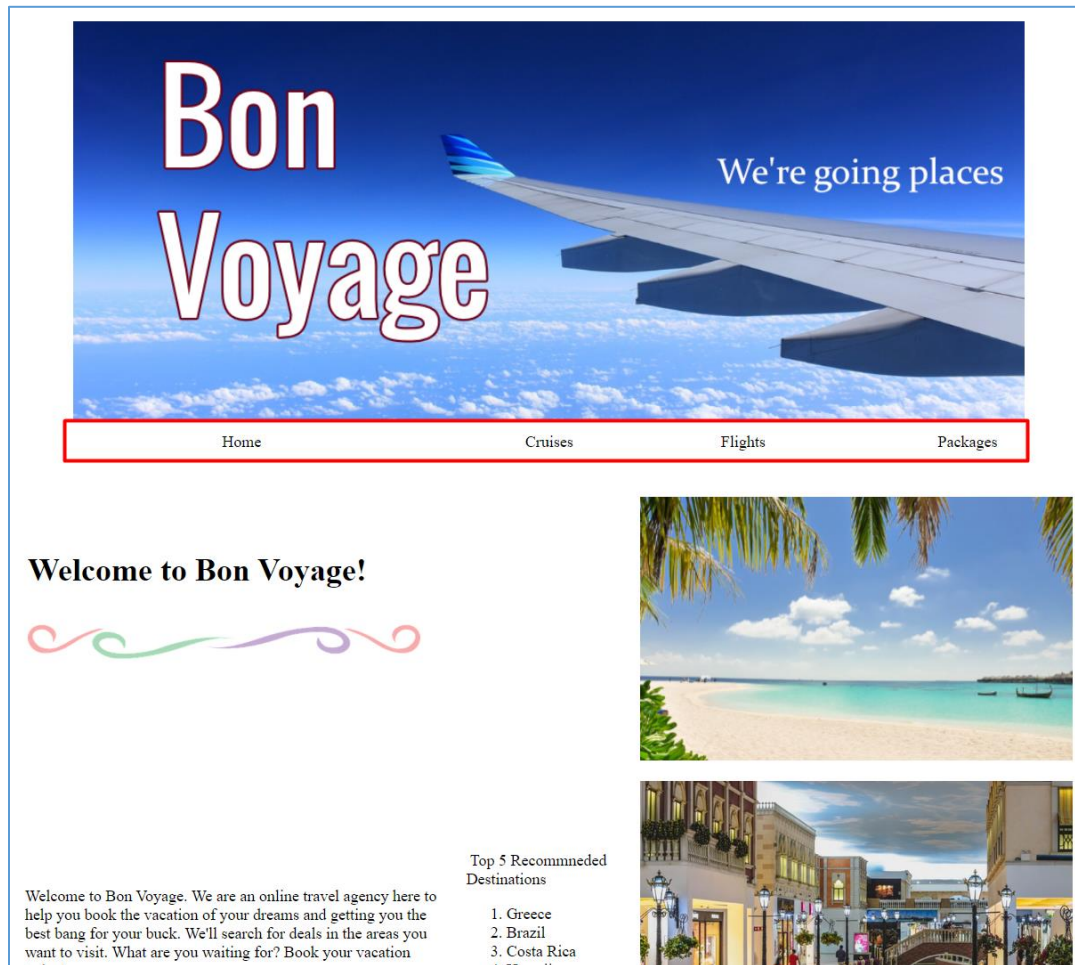 Bon
Voyage
We're going places
Home Cruises Flights Packages
Welcome to Bon Voyage!
Welcome to Bon Voyage. We are an online travel agency here to
help you book the vacation of your dreams and getting you the
best bang for your buck. We'll search for deals in the areas you
want to visit. What are you waiting for? Book your vacation
Top 5 Recommneded
Destinations
1. Greece
2. Brazil
3. Costa Rica